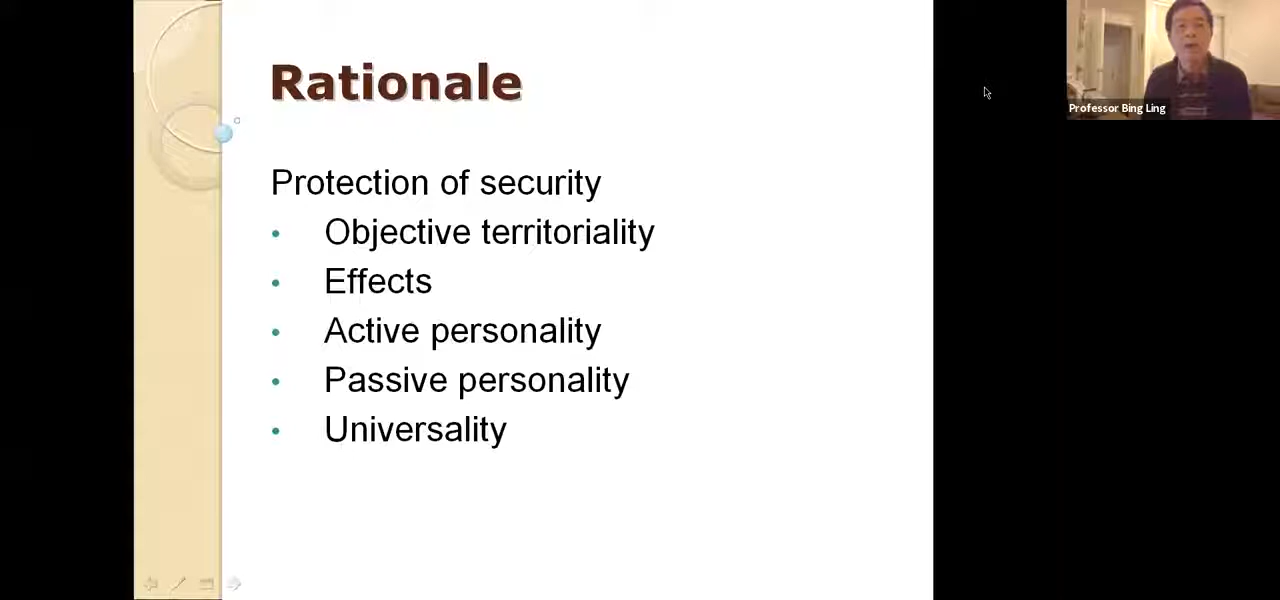 Rationale
Protection of security
• Objective territoriality
• Effects
• Active personality
• Passive personality
• Universality
Professor Bing Ling